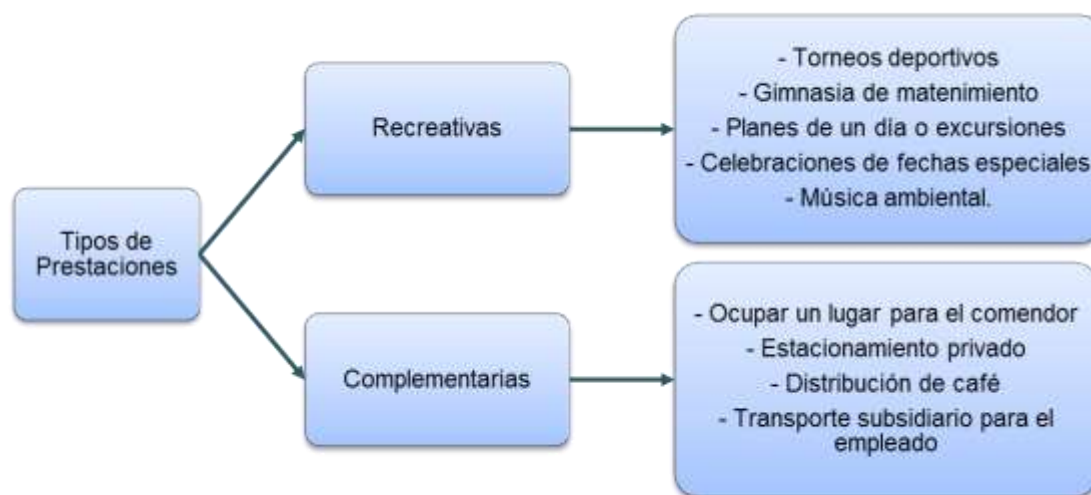 Tipos de
Prestaciones
Recreativas
- Torneos deportivos
- Gimnasia de matenimiento
- Planes de un día o excursiones
- Celebraciones de fechas especiales
- Música ambiental.
Complementarias
- Ocupar un lugar para el comendor
- Estacionamiento privado
- Distribución de café
- Transporte subsidiario para el
empleado